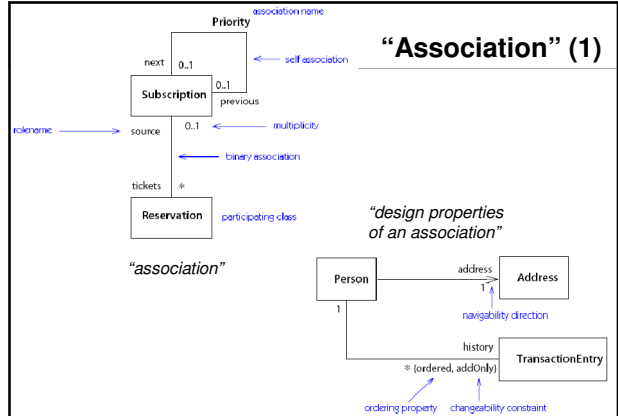 association name
Priority
“Association” (1)
next
0..1
self association
0..1
Subscription
previous
rolename
source
0..1
multiplicity
binary association
tickets
*
Reservation
participating class
“design properties
of an association”
“association”
address
Person
Address
1
1
navigability direction
history
* {ordered, addOnly}
TransactionEntry
ordering property
changeability constraint